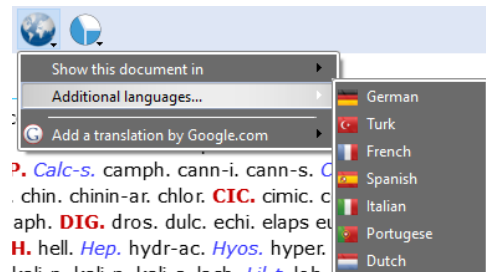 Show this document in
Additional languages...
Add a translation by Google.com
German
Turk
French
Spanish
Italian
Portugese
Dutch
P. Calc-s. camph. cann-i. cann-s. C
. chin. chinin-ar. chlor. CIC. cimic. c
aph. DIG. dros. dulc. echi. elaps eu
H. hell. Hep. hydr-ac. Hyos. hyper.